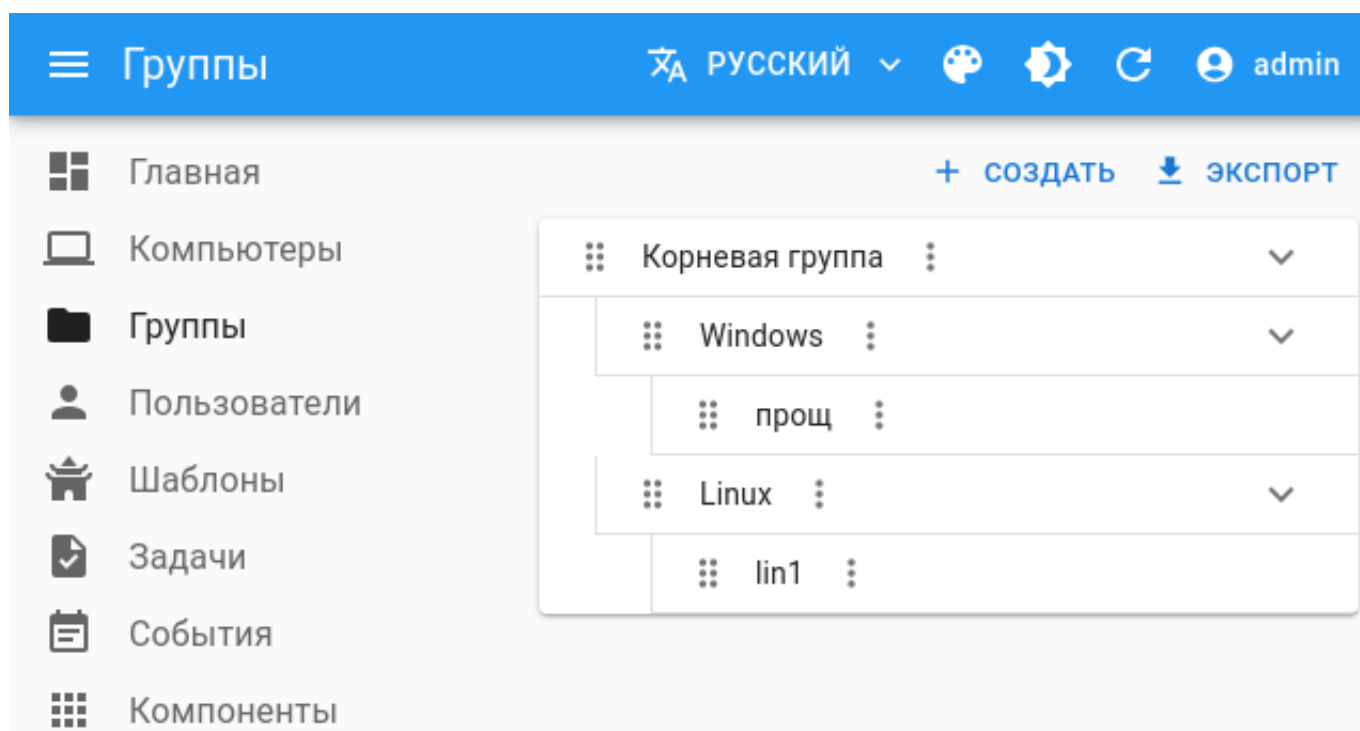 Группы РУССКИЙ admin
Главная
Компьютеры
Группы
Пользователи
Шаблоны
Задачи
События
Компоненты
СОЗДАТЬ ЭКСПОРТ
Корневая группа
Windows
прощ
Linux
lin1